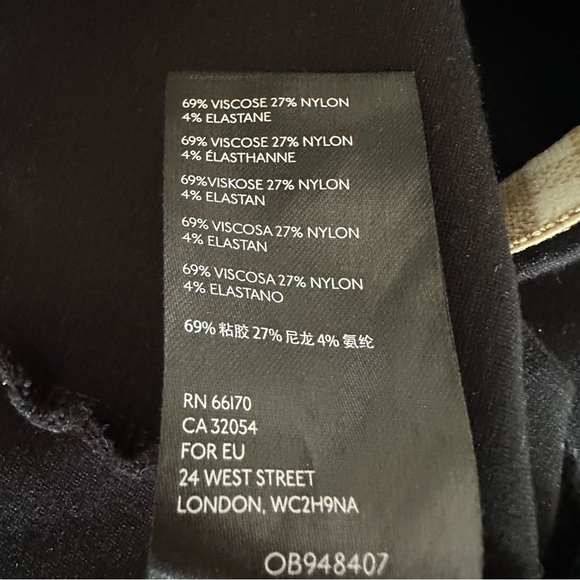 69% VISCOSE 27% NYLON
4% ELASTANE
69% VISCOSE 27% NYLON
4% ÉLASTHANNE
69%VISKOSE 27% NYLON
4% ELASTAN
69% VISCOSA 27% NYLON
4% ELASTAN
69% VISCOSA 27% NYLON
4% ELASTANO
69% 粘胶 27% 尼龙 4% 氨纶
RN 66170
CA 32054
FOR EU
24 WEST STREET
LONDON, WC2H9NA
OB948407